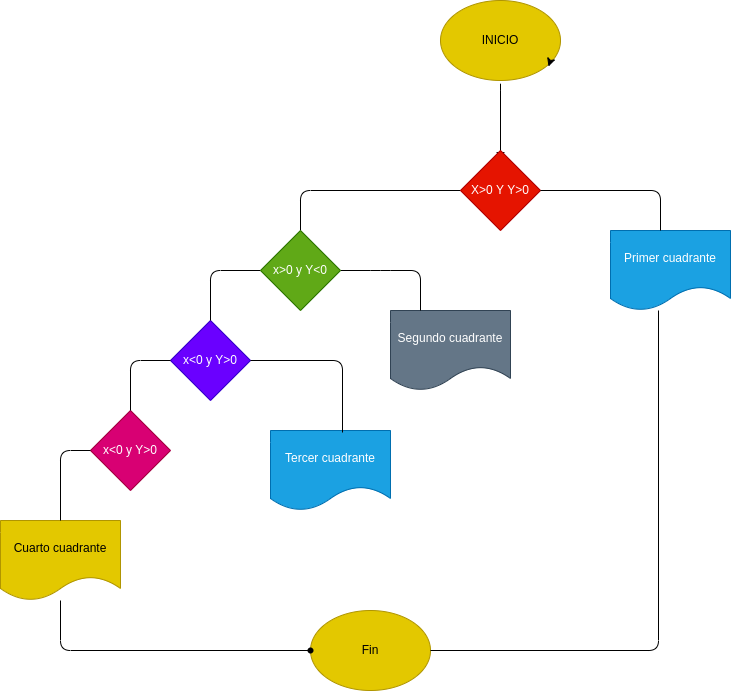 INICIO
X>0 Y Y>0
Primer cuadrante
x>0 y Y<0
Segundo cuadrante
x<0 y Y>0
x<0 y Y>0
Tercer cuadrante
Cuarto cuadrante
Fin